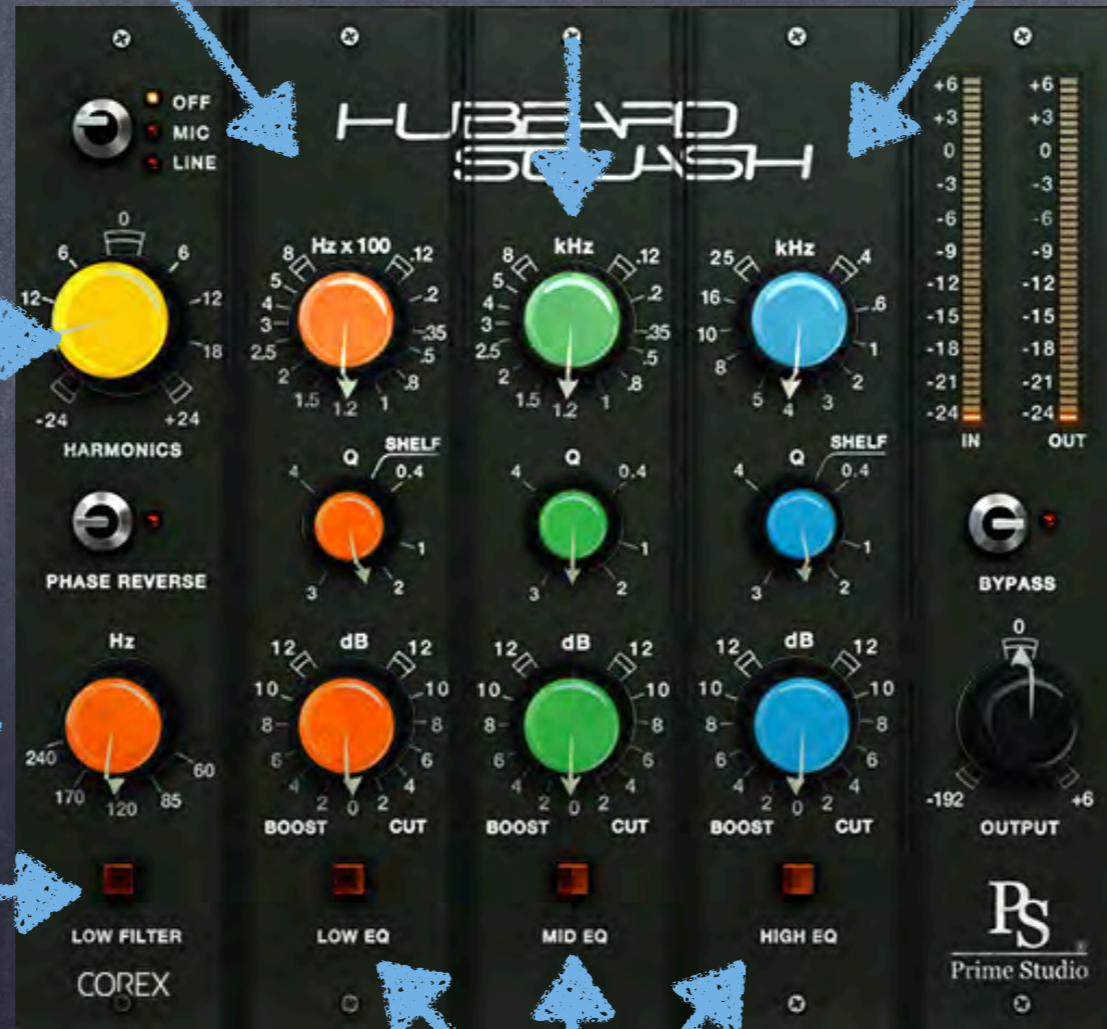 OFF
MIC
LINE
0
6 6
12 12
18
-24 +24
HARMONICS
PHASE REVERSE
Hz
240 60
170 85
120
LOW FILTER
COREX
HUBEARD
SQUASH
Hz x 100
8 .12
5
4 .2
3 .35
2.5 .5
2 .8
1.5 1.2 1
Q SHELF
4 0.4
1
3 2
dB
12 12
10 10
8 8
6 6
4 4
2 0 2
BOOST CUT
LOW EQ
kHz
8 .12
5
4 .2
3 .35
2.5 .5
2 .8
1.5 1.2 1
Q
4 0.4
1
3 2
dB
12 12
10 10
8 8
6 6
4 4
2 0 2
BOOST CUT
MID EQ
kHz
25 .4
16 .6
10 1
8 2
5 4 3
Q SHELF
4 0.4
1
3 2
dB
12 12
10 10
8 8
6 6
4 4
2 0 2
BOOST CUT
HIGH EQ
+6 +6
+3 +3
0 0
-3 -3
-6 -6
-9 -9
-12 -12
-15 -15
-18 -18
-21 -21
-24 -24
IN OUT
BYPASS
0
-192 +6
OUTPUT
PS®
Prime Studio